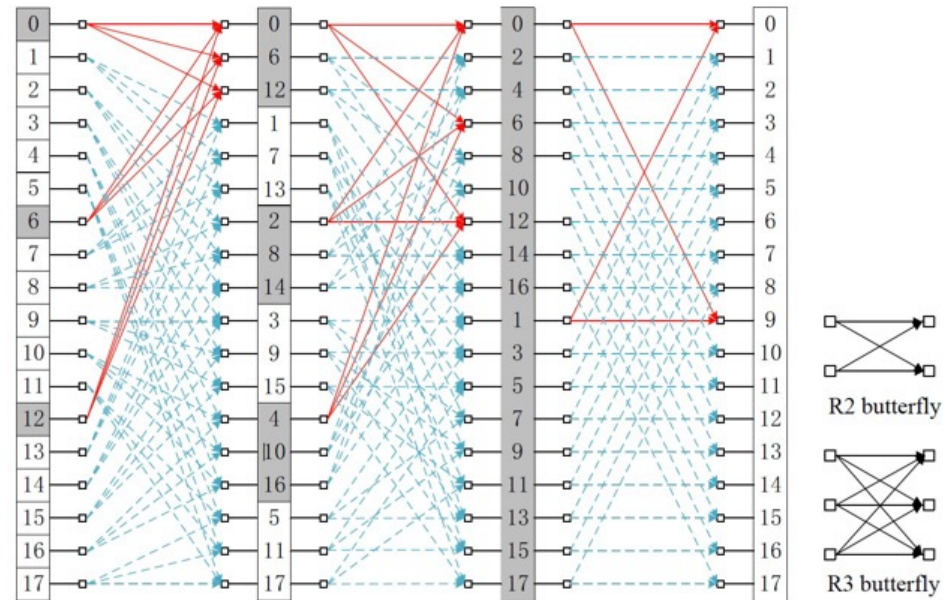 0 0 0 0
1 6 2 1
2 12 4 2
3 1 6 3
4 7 8 4
5 13 10 5
6 2 12 6
7 8 14 7
8 14 16 8
9 3 1 9
10 9 3 10
11 15 5 11
12 4 7 12
13 10 9 13
14 16 11 14
15 5 13 15
16 11 15 16
17 17 17 17
R2 butterfly
R3 butterfly